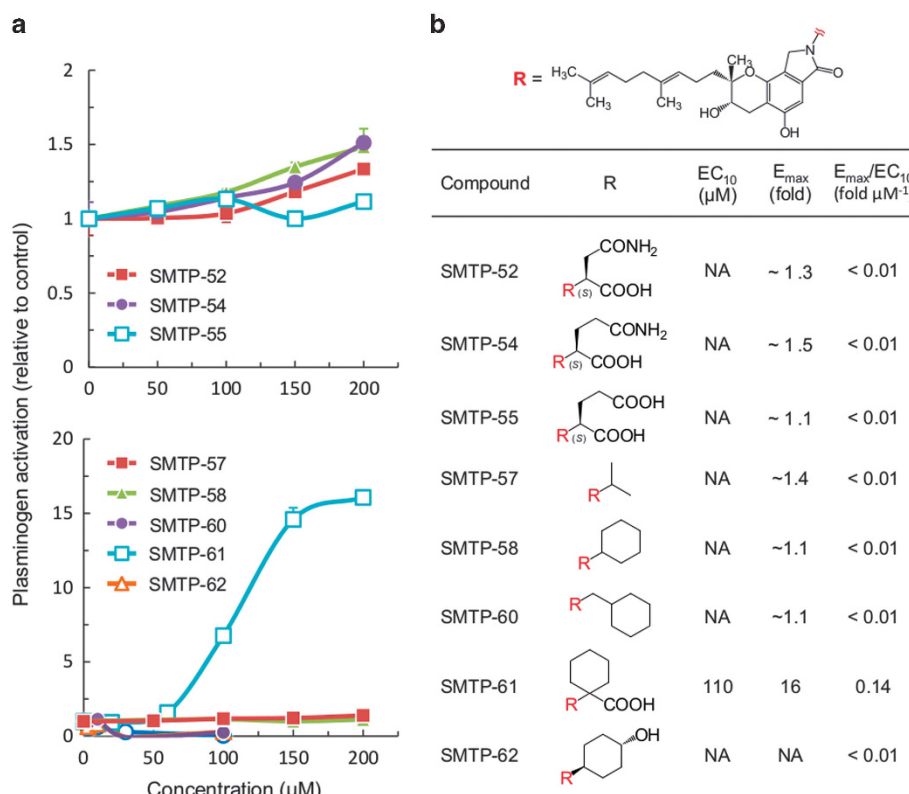 a
2
1.5
1
0.5
0
SMTP-52
SMTP-54
SMTP-55
0 50 100 150 200
20
15
10
5
0
SMTP-57
SMTP-58
SMTP-60
SMTP-61
SMTP-62
0 50 100 150 200
Concentration (µM)
Plasminogen activation (relative to control)
b
R =
H₃C
CH₃
CH₃
CH₃
O
HO
OH
N
O
Compound R EC₁₀ (µM) Eₘₐₓ (fold) Eₘₐₓ/EC₁₀ (fold µM⁻¹
SMTP-52 CONH₂ R (S) COOH NA ~ 1.3 < 0.01
SMTP-54 CONH₂ R (S) COOH NA ~ 1.5 < 0.01
SMTP-55 COOH R (S) COOH NA ~ 1.1 < 0.01
SMTP-57 R NA ~1.4 < 0.01
SMTP-58 R NA ~1.1 < 0.01
SMTP-60 R NA ~1.1 < 0.01
SMTP-61 R COOH 110 16 0.14
SMTP-62 OH R NA NA < 0.01